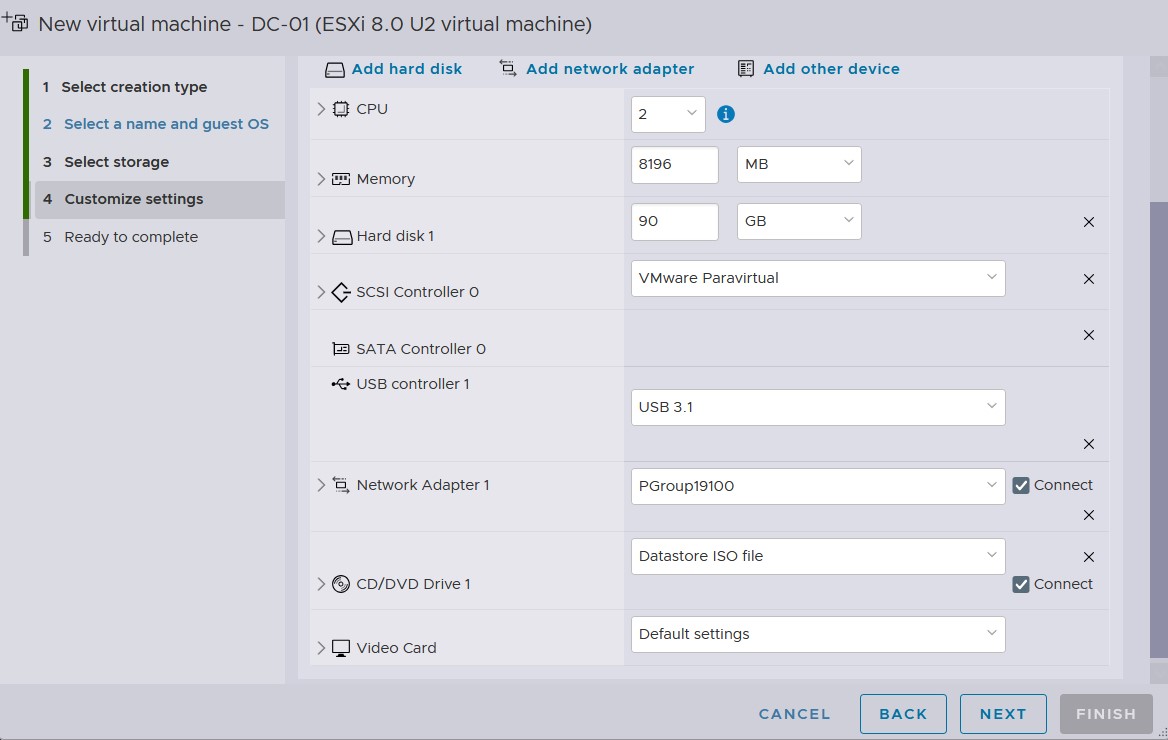 New virtual machine - DC-01 (ESXi 8.0 U2 virtual machine)
1 Select creation type
2 Select a name and guest OS
3 Select storage
4 Customize settings
5 Ready to complete
Add hard disk Add network adapter Add other device
CPU 2
Memory 8196 MB
Hard disk 1 90 GB
SCSI Controller 0 VMware Paravirtual
SATA Controller 0
USB controller 1
USB 3.1
Network Adapter 1 PGroup19100 Connect
Datastore ISO file
CD/DVD Drive 1 Connect
Video Card Default settings
CANCEL BACK NEXT FINISH